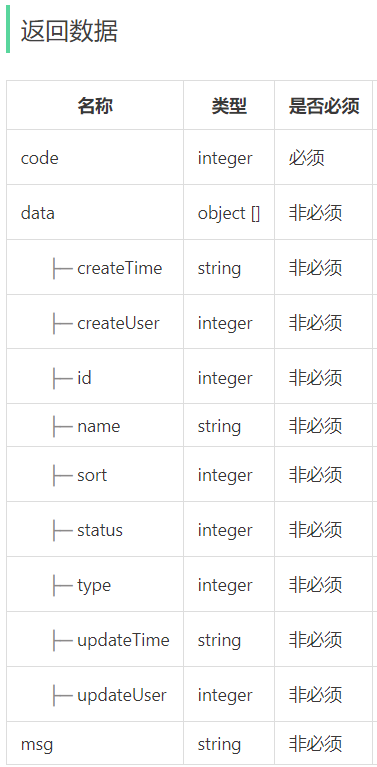 返回数据
名称 类型 是否必须
code integer 必须
data object [] 非必须
├─ createTime string 非必须
├─ createUser integer 非必须
├─ id integer 非必须
├─ name string 非必须
├─ sort integer 非必须
├─ status integer 非必须
├─ type integer 非必须
├─ updateTime string 非必须
├─ updateUser integer 非必须
msg string 非必须